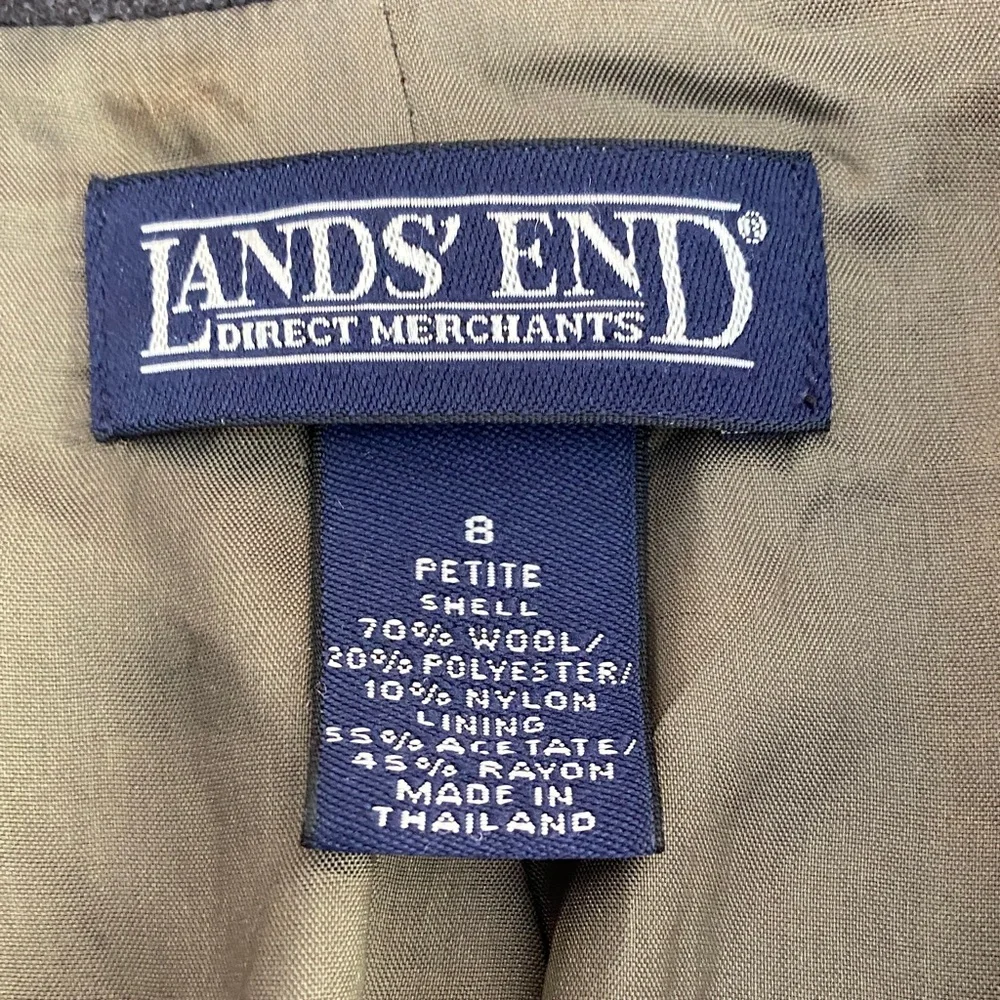 LANDS' END®
DIRECT MERCHANTS
8
PETITE
SHELL
70% WOOL/
20% POLYESTER/
10% NYLON
LINING
55% ACETATE/
45% RAYON
MADE IN
THAILAND